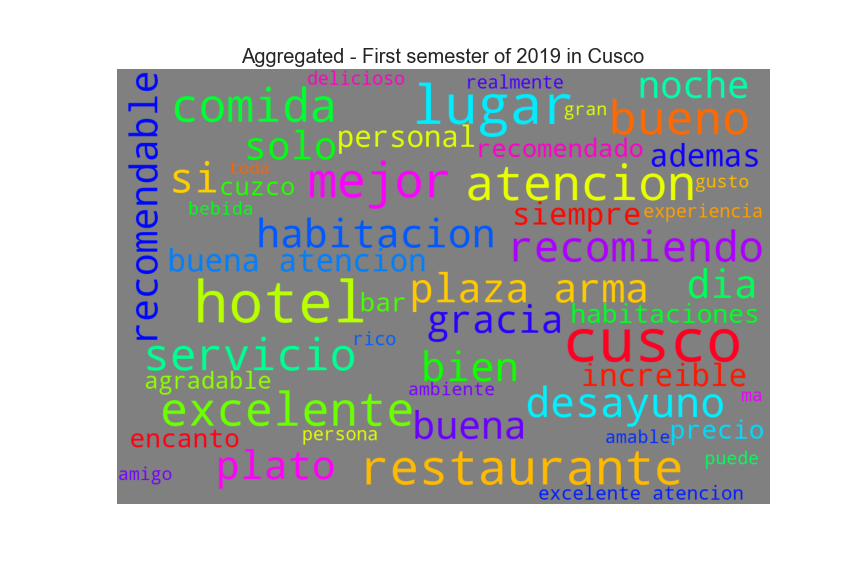 Aggregated - First semester of 2019 in Cusco
recomendable
delicioso
realmente
noche
comida
lugar
gran
bueno
solo
personal
recomendado
ademas
toda
si
cuzco
mejor
atencion
gusto
bebida
siempre
experiencia
habitacion
recomiendo
buena atencion
hotel
bar
plaza arma
dia
gracia
habitaciones
rico
cusco
servicio
bien
increible
agradable
ambiente
desayuno
ma
excelente
buena
precio
encanto
persona
amable
plato
restaurante
puede
amigo
excelente atencion